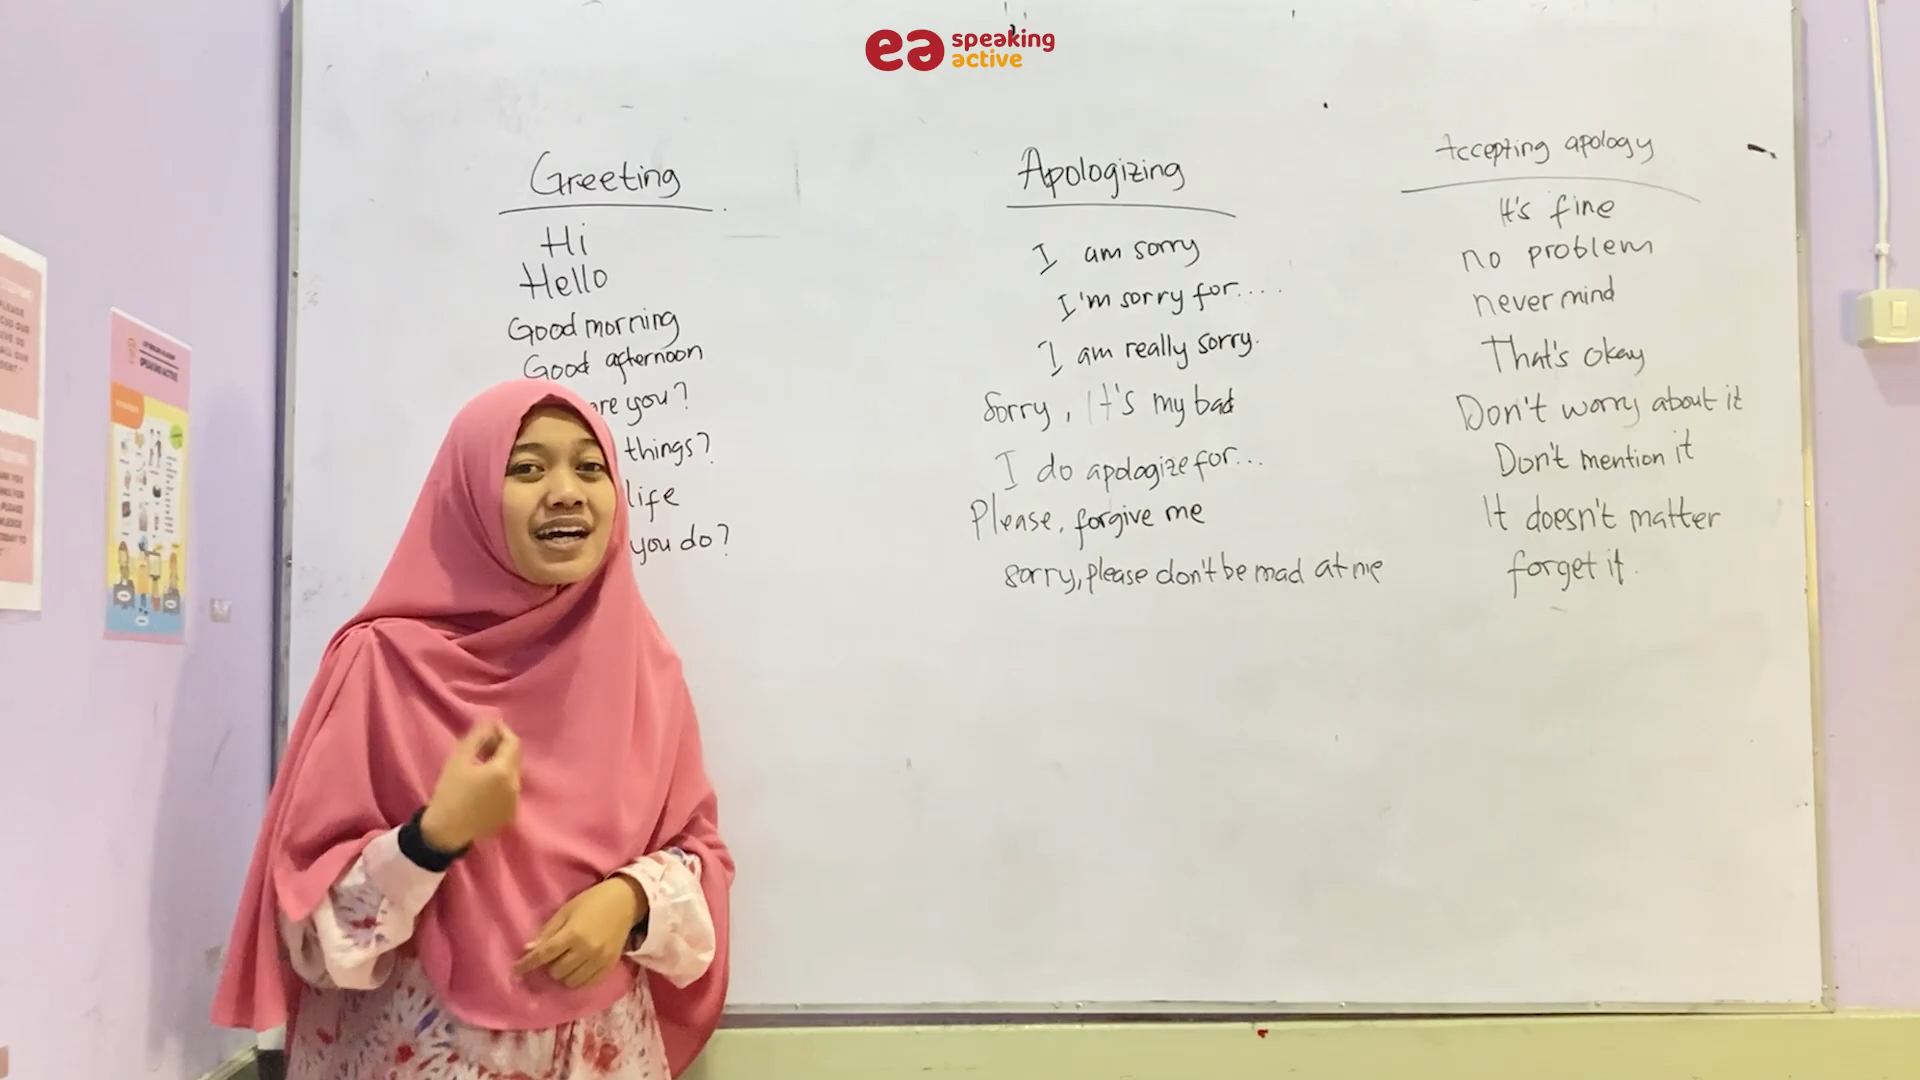 speaking
active
Greeting
Hi
Hello
Good morning
Good afternoon
are you?
things?
life
you do?
Apologizing
I am sorry
I'm sorry for....
I am really sorry.
Sorry, It's my bad
I do apologize for...
Please, forgive me
sorry, please don't be mad at me
Accepting apology
It's fine
no problem
never mind
That's okay
Don't worry about it
Don't mention it
It doesn't matter
forget it.
SPEAKING ACTIVE